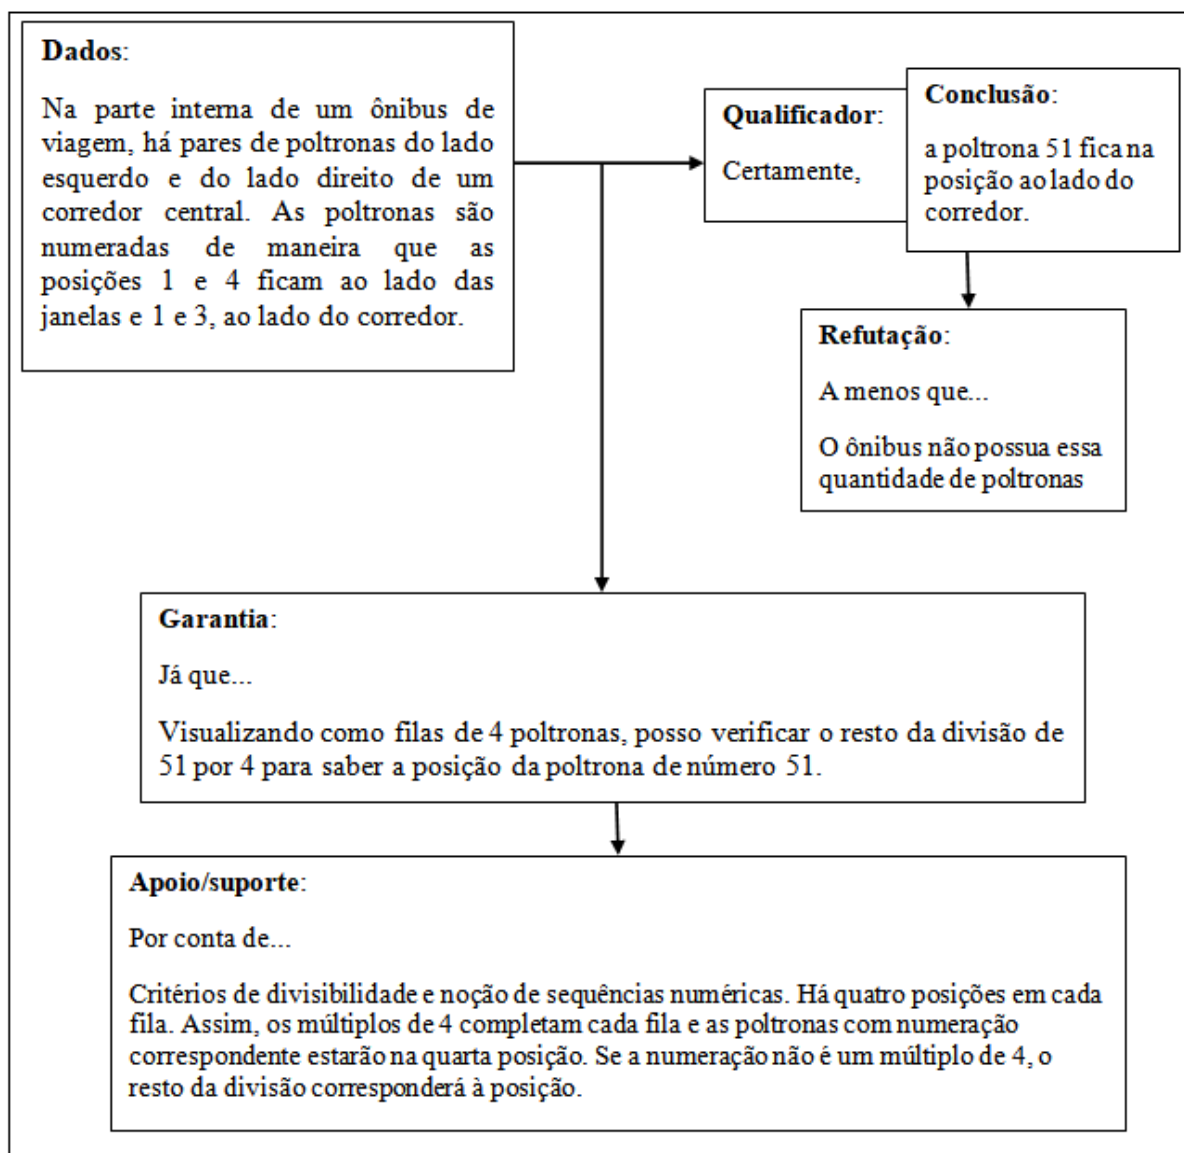 Dados:
Na parte interna de um ônibus de
viagem, há pares de poltronas do lado
esquerdo e do lado direito de um
corredor central. As poltronas são
numeradas de maneira que as
posições 1 e 4 ficam ao lado das
janelas e 1 e 3, ao lado do corredor.
Qualificador:
Certamente,
Conclusão:
a poltrona 51 fica na
posição ao lado do
corredor.
Refutação:
A menos que...
O ônibus não possua essa
quantidade de poltronas
Garantia:
Já que...
Visualizando como filas de 4 poltronas, posso verificar o resto da divisão de
51 por 4 para saber a posição da poltrona de número 51.
Apoio/suporte:
Por conta de...
Critérios de divisibilidade e noção de sequências numéricas. Há quatro posições em cada
fila. Assim, os múltiplos de 4 completam cada fila e as poltronas com numeração
correspondente estarão na quarta posição. Se a numeração não é um múltiplo de 4, o
resto da divisão corresponderá à posição.